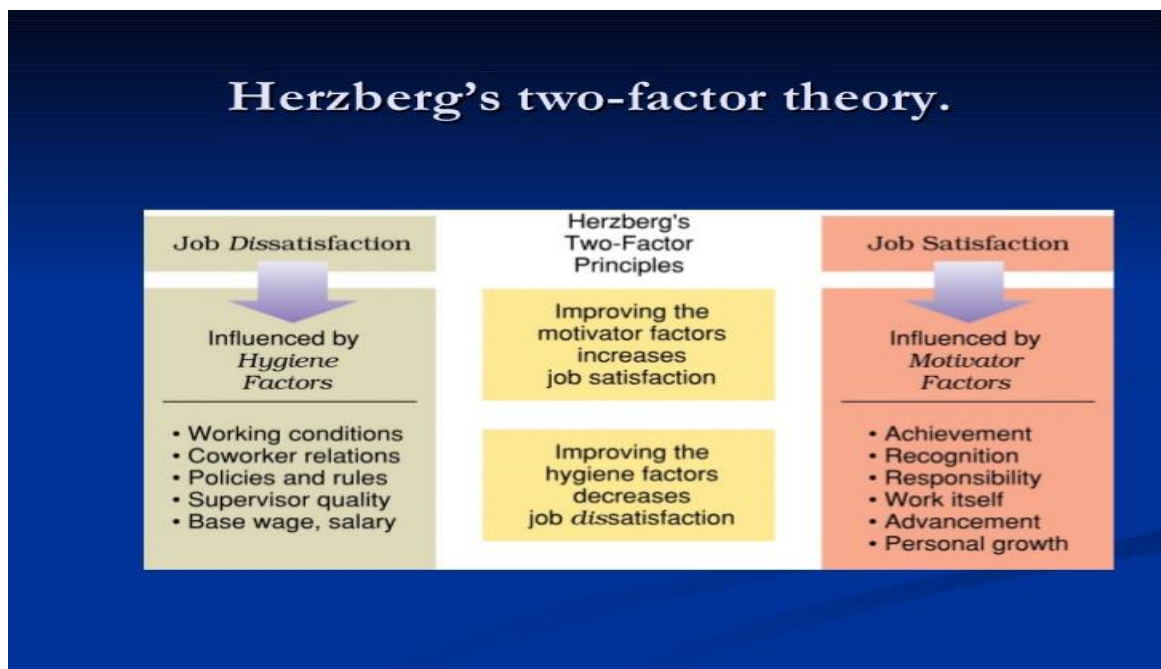 Herzberg's two-factor theory.
Job Dissatisfaction
Influenced by
Hygiene
Factors
• Working conditions
• Coworker relations
• Policies and rules
• Supervisor quality
• Base wage, salary
Herzberg's
Two-Factor
Principles
Improving the
motivator factors
increases
job satisfaction
Improving the
hygiene factors
decreases
job dissatisfaction
Job Satisfaction
Influenced by
Motivator
Factors
• Achievement
• Recognition
• Responsibility
• Work itself
• Advancement
• Personal growth